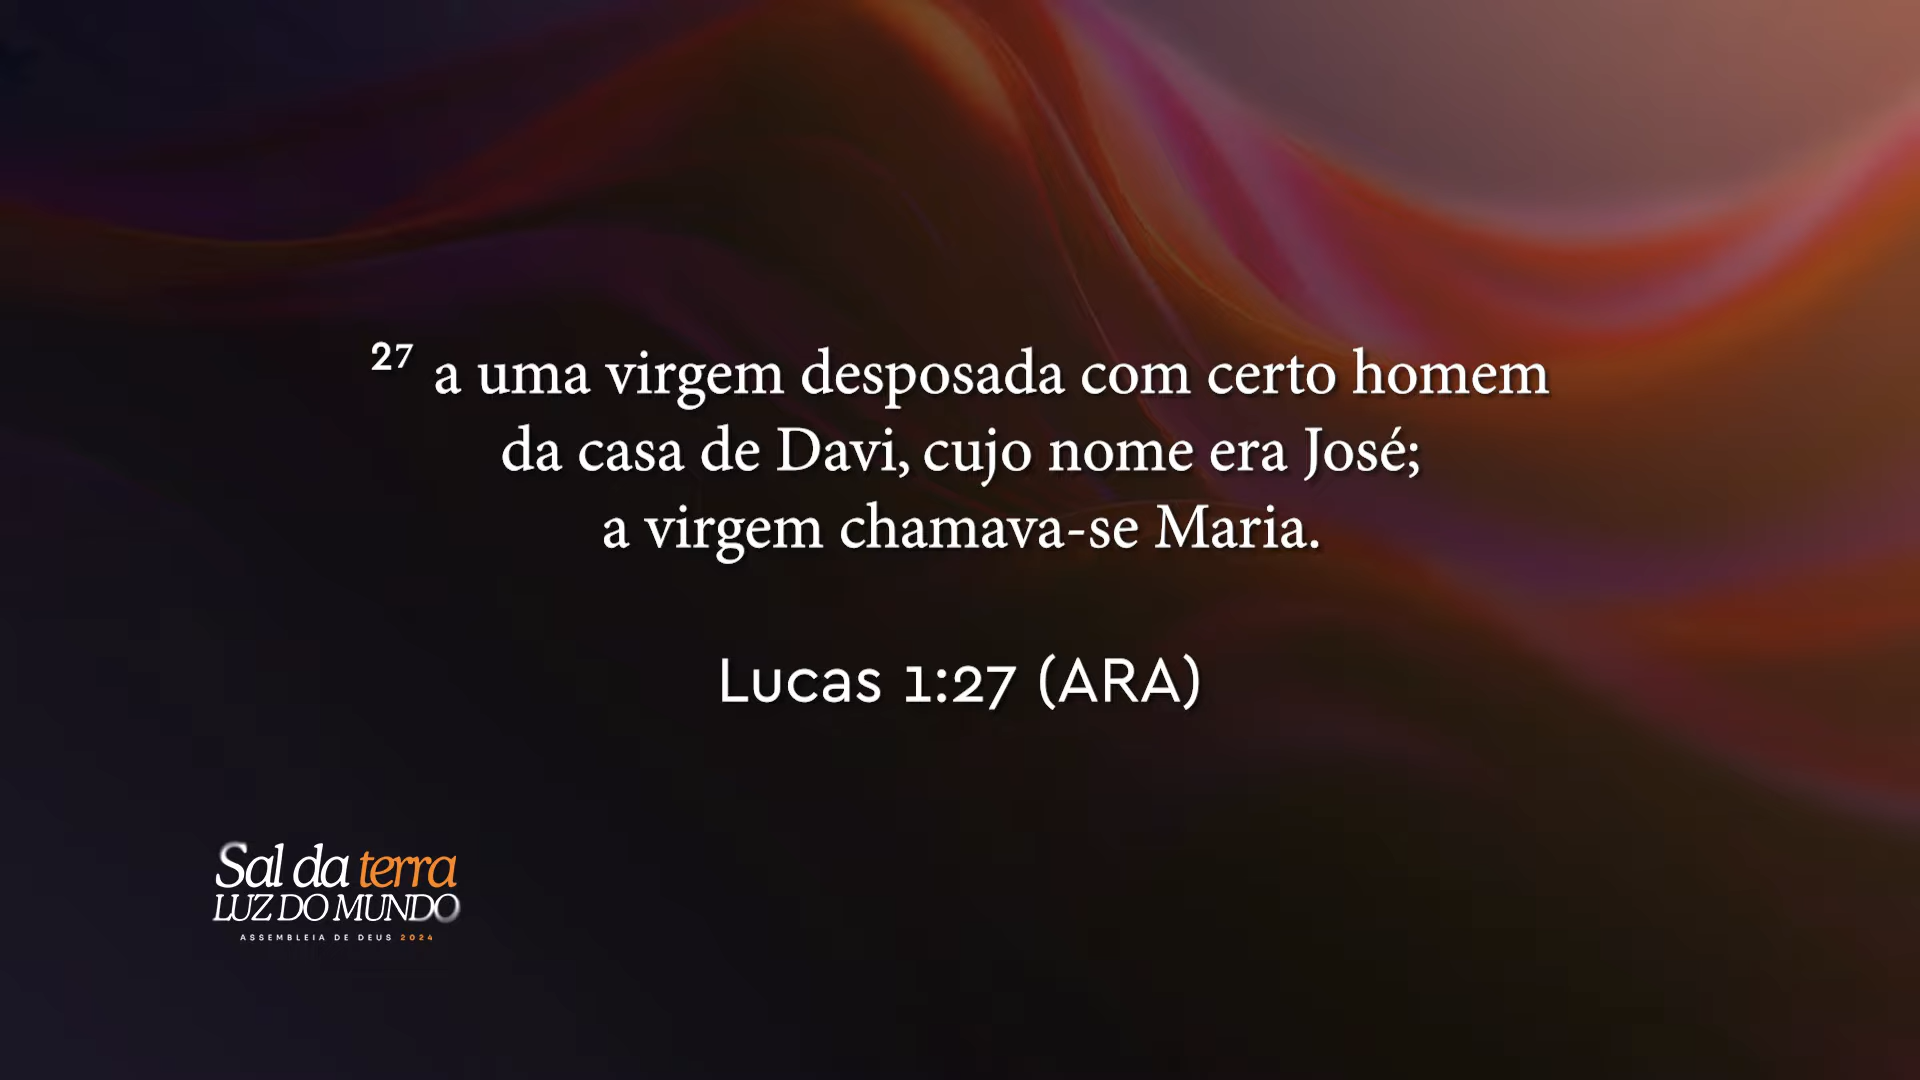 27 a uma virgem desposada com certo homem
da casa de Davi, cujo nome era José;
a virgem chamava-se Maria.
Lucas 1:27 (ARA)
Sal da terra
LUZ DO MUNDO
ASSEMBLEIA DE DEUS 2024